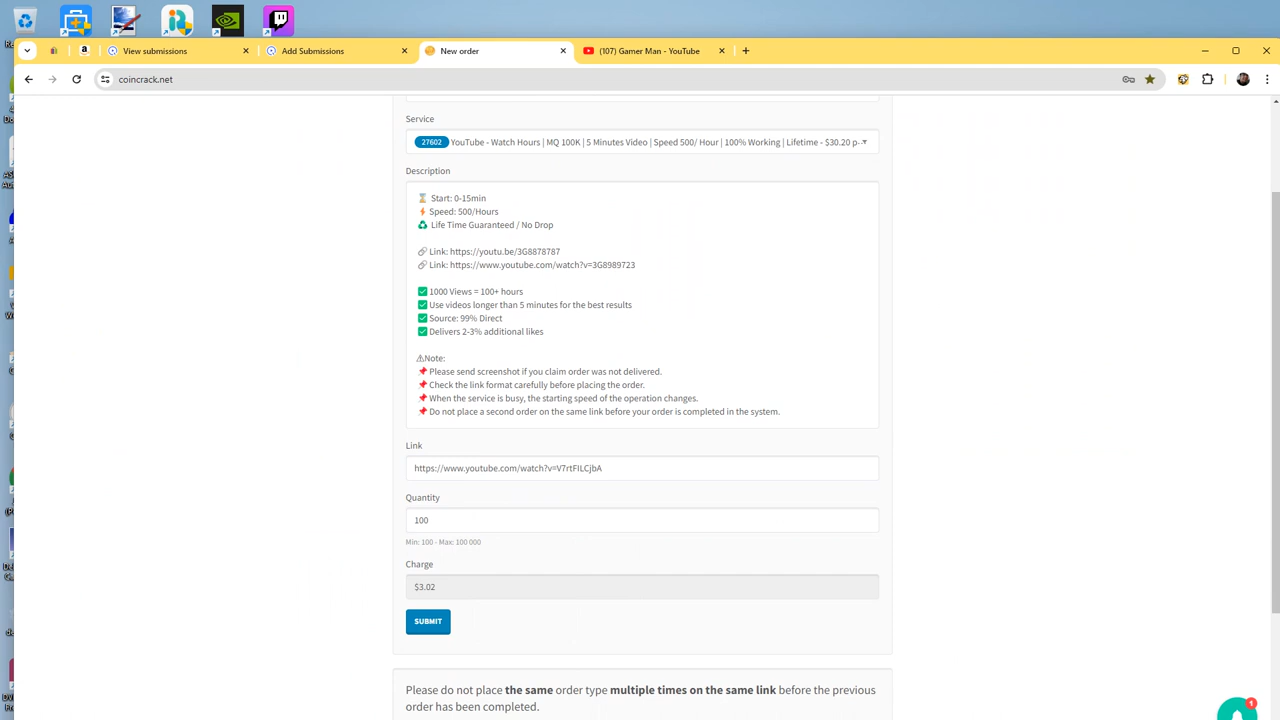 View submissions
Add Submissions
New order
(107) Gamer Man - YouTube
coincrack.net
Service
27602 YouTube - Watch Hours | MQ 100K | 5 Minutes Video | Speed 500/ Hour | 100% Working | Lifetime - $30.20 p
Description
Start: 0-15min
Speed: 500/Hours
Life Time Guaranteed / No Drop
Link: https://youtu.be/3G8878787
Link: https://www.youtube.com/watch?v=3G8989723
1000 Views = 100+ hours
Use videos longer than 5 minutes for the best results
Source: 99% Direct
Delivers 2-3% additional likes
Note:
Please send screenshot if you claim order was not delivered.
Check the link format carefully before placing the order.
When the service is busy, the starting speed of the operation changes.
Do not place a second order on the same link before your order is completed in the system.
Link
https://www.youtube.com/watch?v=V7rtFILCjbA
Quantity
100
Min: 100 - Max: 100 000
Charge
$3.02
SUBMIT
Please do not place the same order type multiple times on the same link before the previous
order has been completed.
1